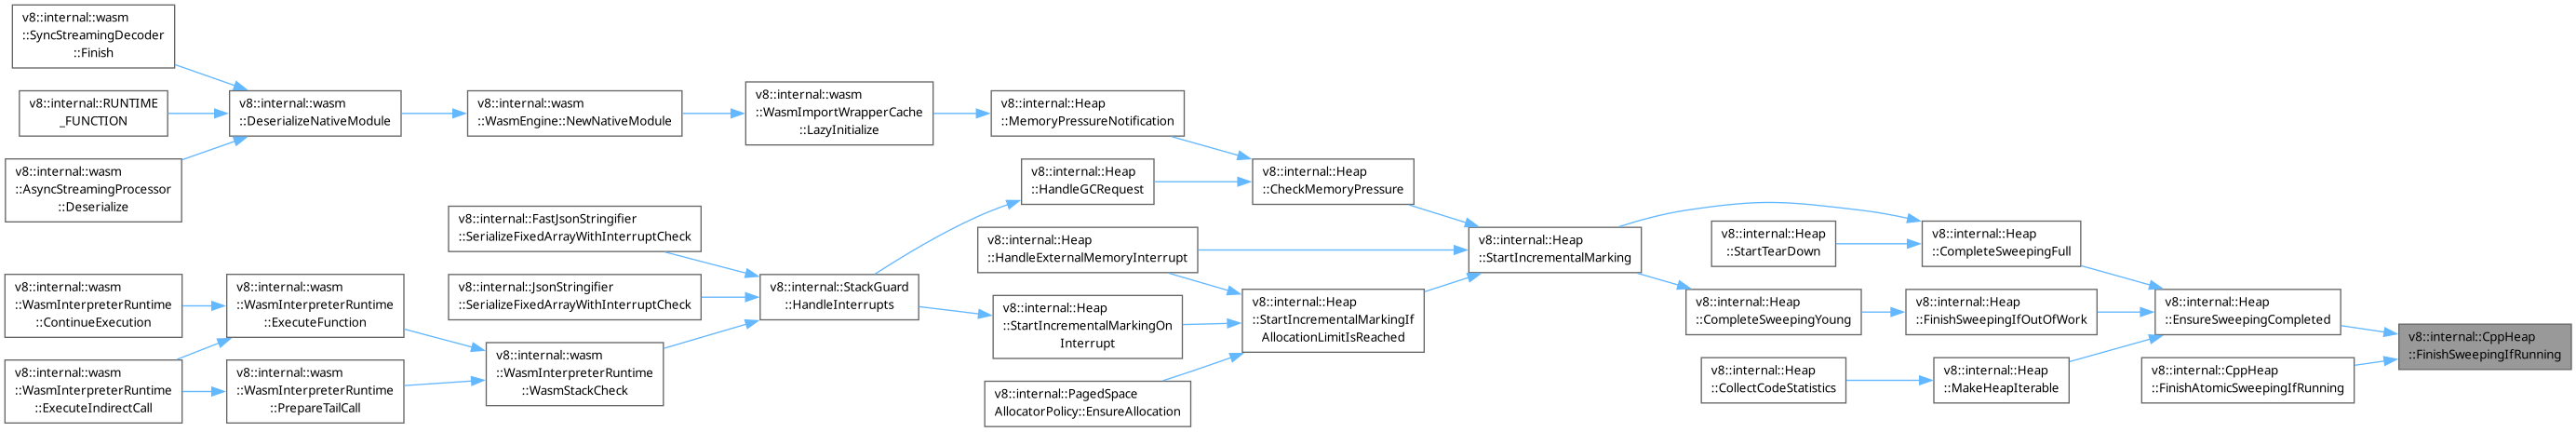 v8::internal::wasm
::SyncStreamingDecoder
::Finish
v8::internal::RUNTIME
_FUNCTION
v8::internal::wasm
::AsyncStreamingProcessor
::Deserialize
v8::internal::wasm
::DeserializeNativeModule
v8::internal::wasm
::WasmEngine::NewNativeModule
v8::internal::wasm
::WasmImportWrapperCache
::LazyInitialize
v8::internal::Heap
::MemoryPressureNotification
v8::internal::Heap
::HandleGCRequest
v8::internal::Heap
::CheckMemoryPressure
v8::internal::FastJsonStringifier
::SerializeFixedArrayWithInterruptCheck
v8::internal::JsonStringifier
::SerializeFixedArrayWithInterruptCheck
v8::internal::wasm
::WasmInterpreterRuntime
::ContinueExecution
v8::internal::wasm
::WasmInterpreterRuntime
::ExecuteFunction
v8::internal::wasm
::WasmInterpreterRuntime
::ExecuteIndirectCall
v8::internal::wasm
::WasmInterpreterRuntime
::PrepareTailCall
v8::internal::wasm
::WasmInterpreterRuntime
::WasmStackCheck
v8::internal::StackGuard
::HandleInterrupts
v8::internal::Heap
::HandleExternalMemoryInterrupt
v8::internal::Heap
::StartIncrementalMarkingOn
Interrupt
v8::internal::PagedSpace
AllocatorPolicy::EnsureAllocation
v8::internal::Heap
::StartIncrementalMarkingIf
AllocationLimitIsReached
v8::internal::Heap
::StartIncrementalMarking
v8::internal::Heap
::StartTearDown
v8::internal::Heap
::CompleteSweepingFull
v8::internal::Heap
::CompleteSweepingYoung
v8::internal::Heap
::FinishSweepingIfOutOfWork
v8::internal::Heap
::CollectCodeStatistics
v8::internal::Heap
::MakeHeapIterable
v8::internal::Heap
::EnsureSweepingCompleted
v8::internal::CppHeap
::FinishAtomicSweepingIfRunning
v8::internal::CppHeap
::FinishSweepingIfRunning